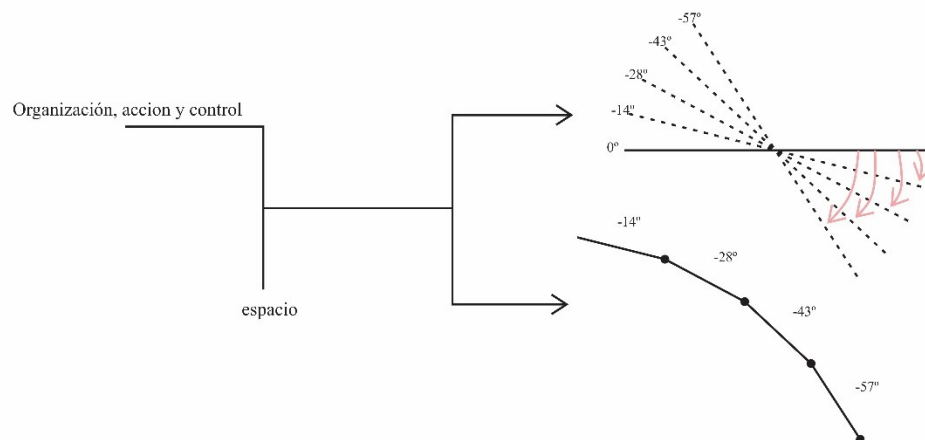 -57º
-43º
-28º
Organización, accion y control
-14º
0º
-14º
-28º
espacio
-43º
-57º